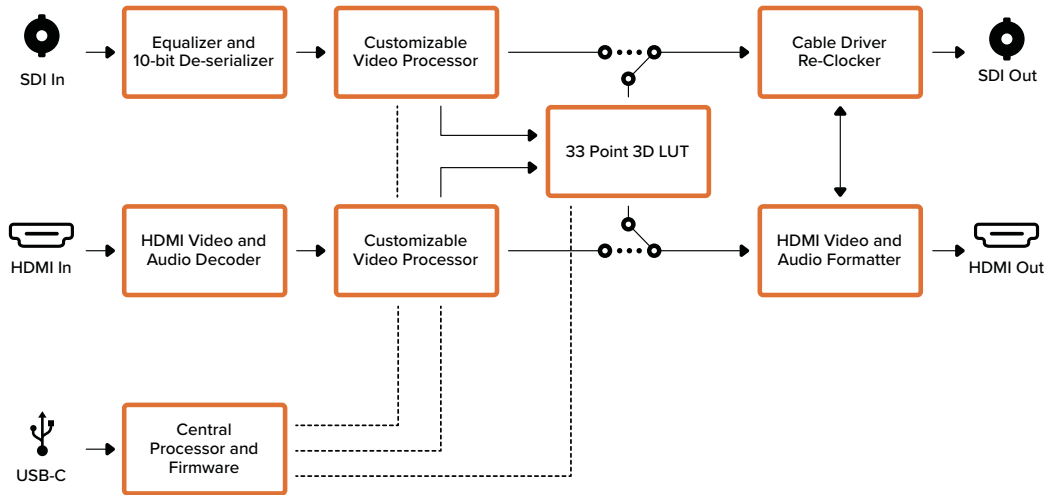 SDI In
Equalizer and
10-bit De-serializer
Customizable
Video Processor
Cable Driver
Re-Clocker
SDI Out
33 Point 3D LUT
HDMI In
HDMI Video and
Audio Decoder
Customizable
Video Processor
HDMI Video and
Audio Formatter
HDMI Out
USB-C
Central
Processor and
Firmware